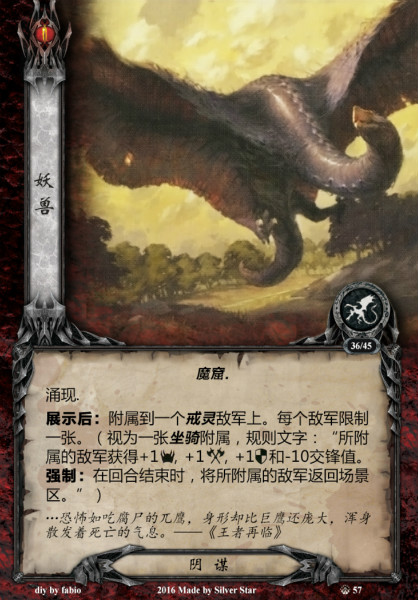 妖兽
36/45
魔窟.
涌现.
展示后：附属到一个戒灵敌军上。每个敌军限制
一张。（视为一张坐骑附属，规则文字：“所附
属的敌军获得+1，+1，+1和-10交锋值。
强制：在回合结束时，将所附属的敌军返回场景
区。”）
…恐怖如吃腐尸的兀鹰，身形却比巨鹰还庞大，浑身
散发着死亡的气息。——《王者再临》
阴谋
diy by fabio
2016 Made by Silver Star
57